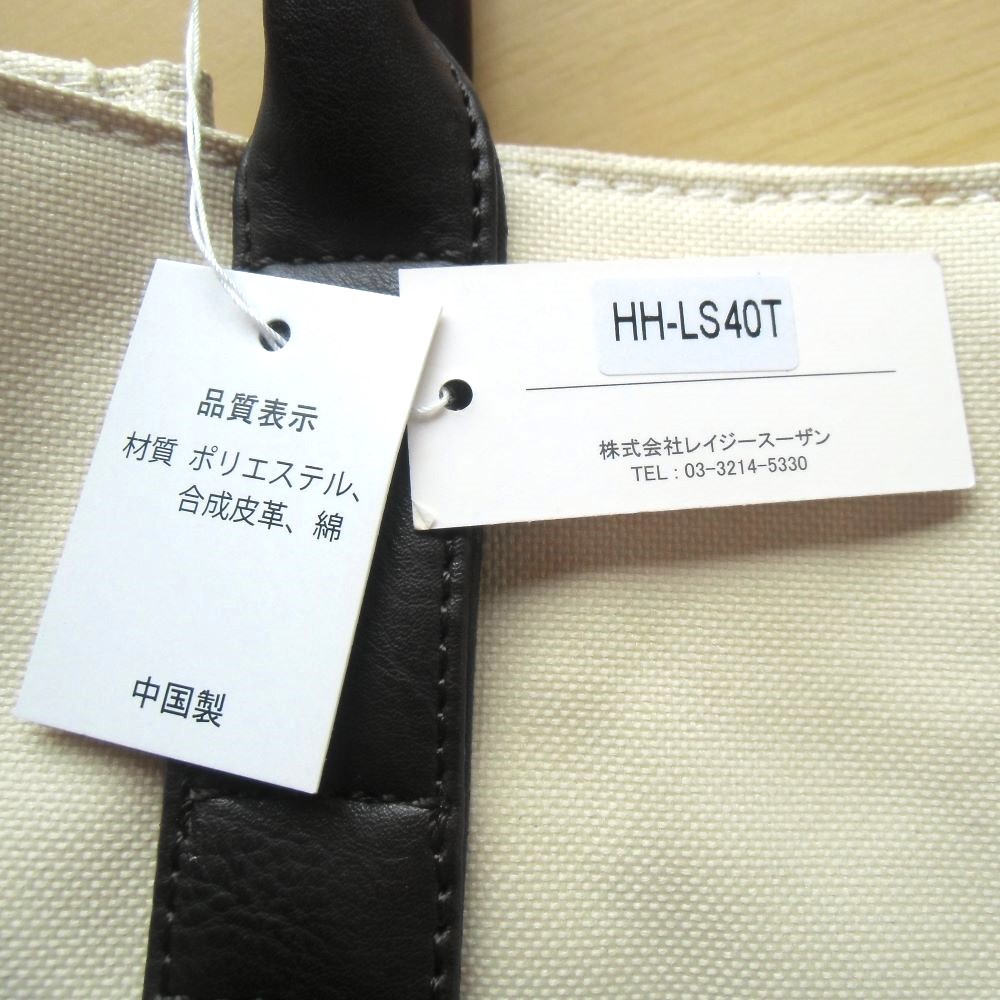 品質表示
材質 ポリエステル、
合成皮革、綿
中国製
HH-LS40T
株式会社レイジースーザン
TEL : 03-3214-5330